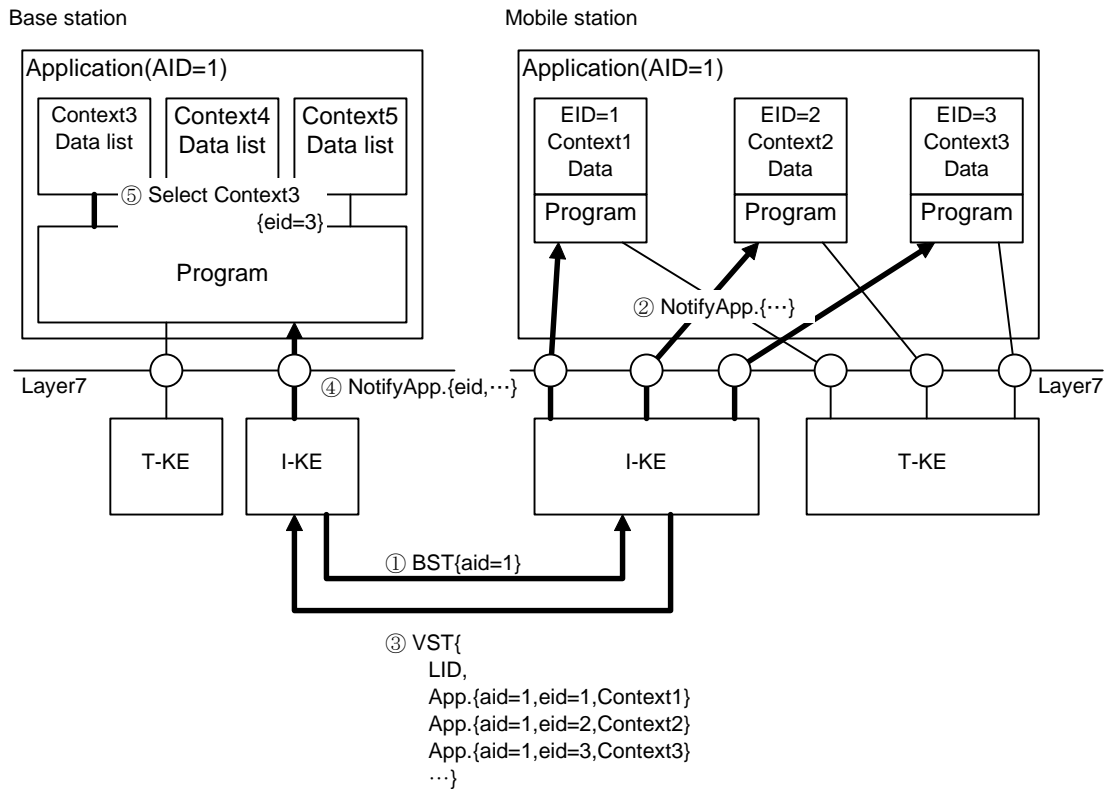 Base station
Mobile station
Application(AID=1)
Context3
Data list
Context4
Data list
Context5
Data list
⑤ Select Context3
{eid=3}
Program
Application(AID=1)
EID=1
Context1
Data
Program
EID=2
Context2
Data
Program
EID=3
Context3
Data
Program
② NotifyApp.{⋯}
Layer7
④ NotifyApp.{eid,⋯}
Layer7
T-KE
I-KE
I-KE
T-KE
① BST{aid=1}
③ VST{
LID,
App.{aid=1,eid=1,Context1}
App.{aid=1,eid=2,Context2}
App.{aid=1,eid=3,Context3}
⋯}